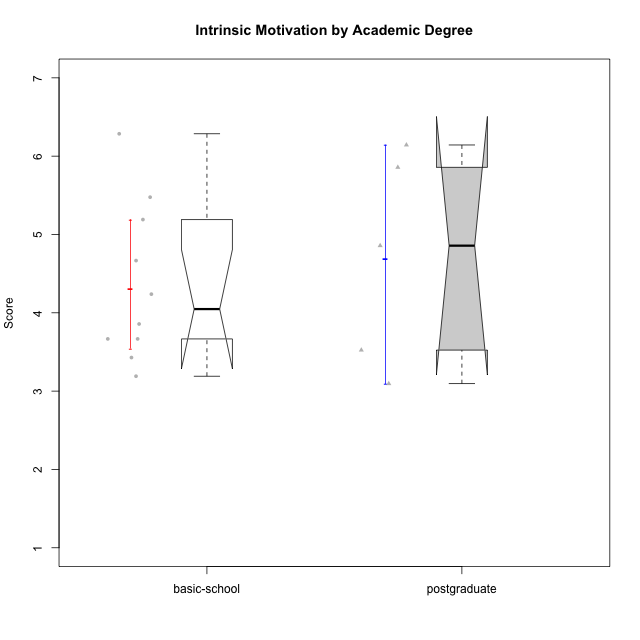 Intrinsic Motivation by Academic Degree
Score
7
6
5
4
3
2
1
basic-school
postgraduate